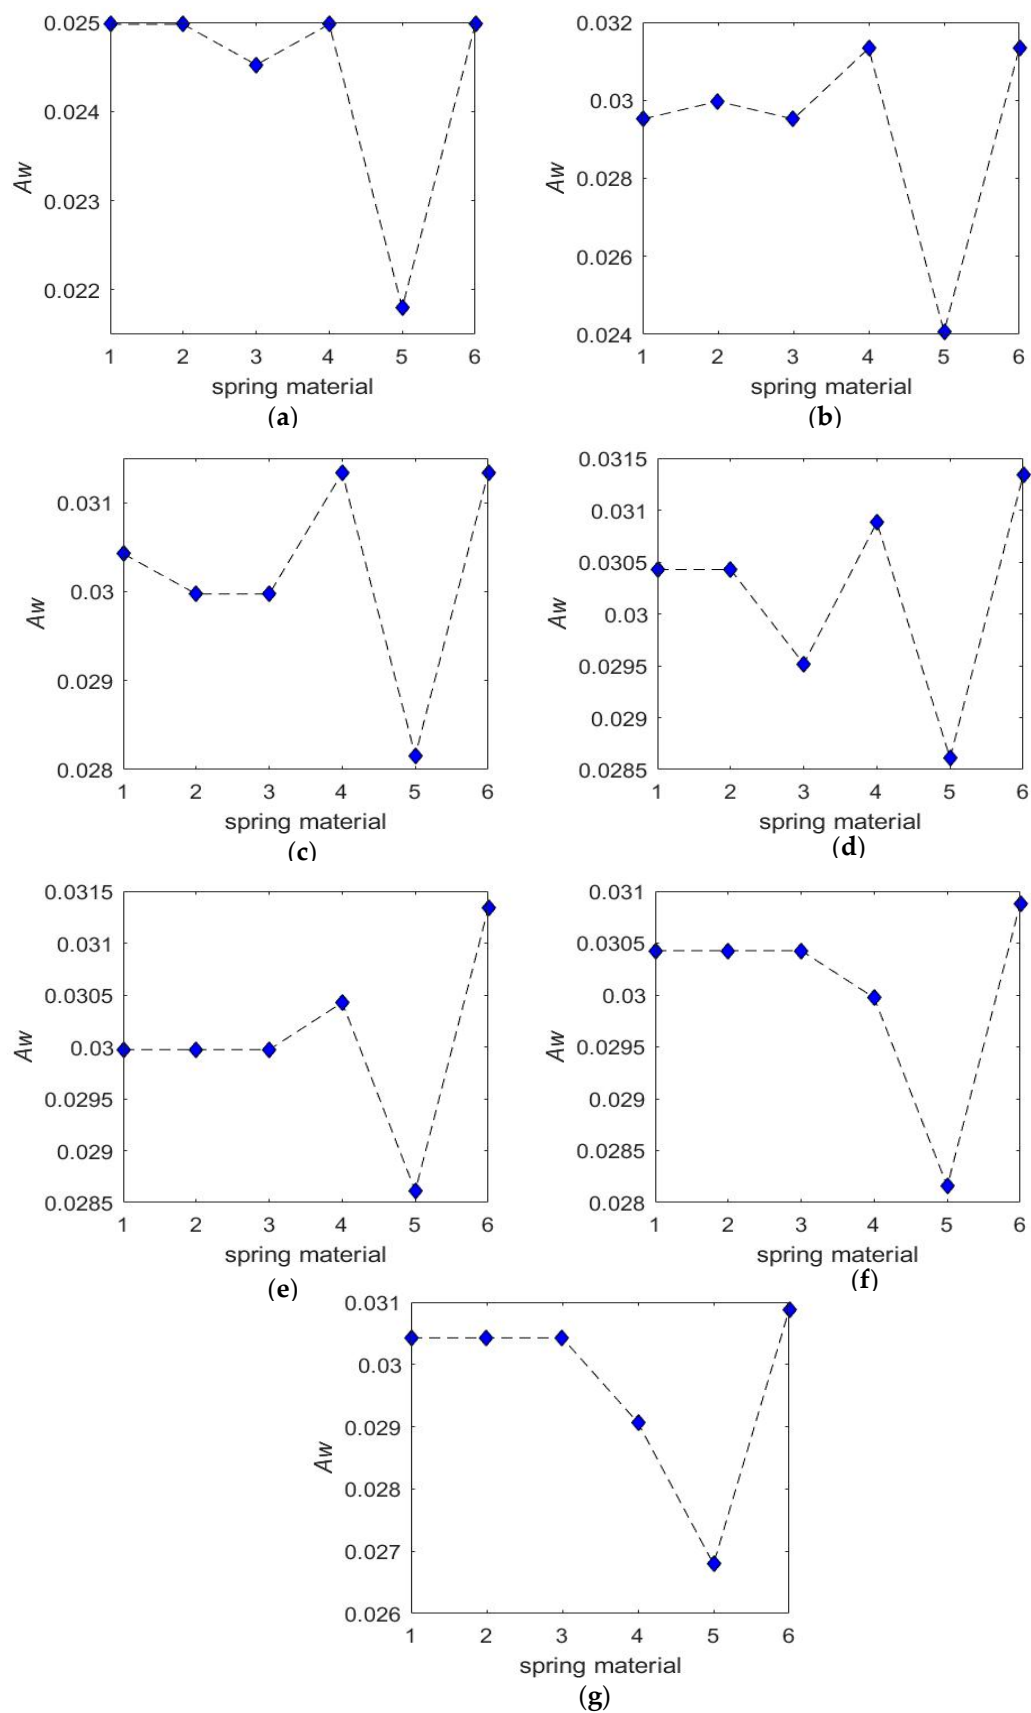 0.025
0.024
0.023
0.022
Aw
1 2 3 4 5 6
spring material
(a)
0.032
0.03
0.028
0.026
0.024
Aw
1 2 3 4 5 6
spring material
(b)
0.031
0.03
0.029
0.028
Aw
1 2 3 4 5 6
spring material
(c)
0.0315
0.031
0.0305
0.03
0.0295
0.029
0.0285
Aw
1 2 3 4 5 6
spring material
(d)
0.0315
0.031
0.0305
0.03
0.0295
0.029
0.0285
Aw
1 2 3 4 5 6
spring material
(e)
0.031
0.0305
0.03
0.0295
0.029
0.0285
0.028
Aw
1 2 3 4 5 6
spring material
(f)
0.031
0.03
0.029
0.028
0.027
0.026
Aw
1 2 3 4 5 6
spring material
(g)